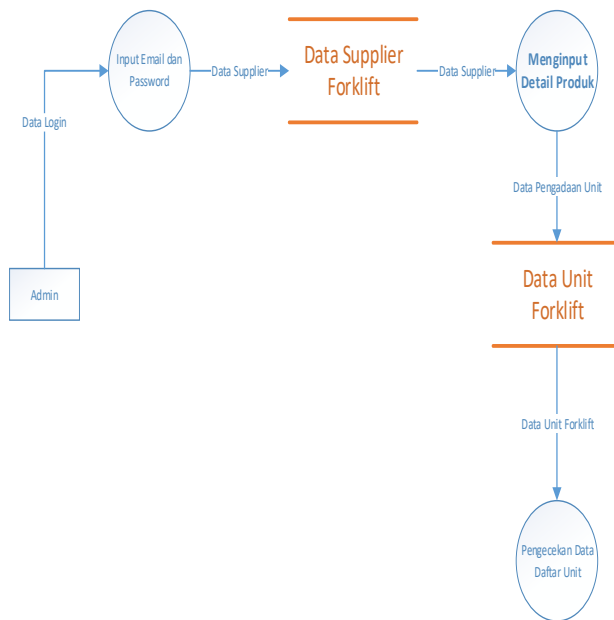 Input Email dan
Password
Data Supplier
Data Supplier
Forklift
Data Supplier
Menginput
Detail Produk
Data Login
Data Pengadaan Unit
Admin
Data Unit
Forklift
Data Unit Forklift
Pengecekan Data
Daftar Unit